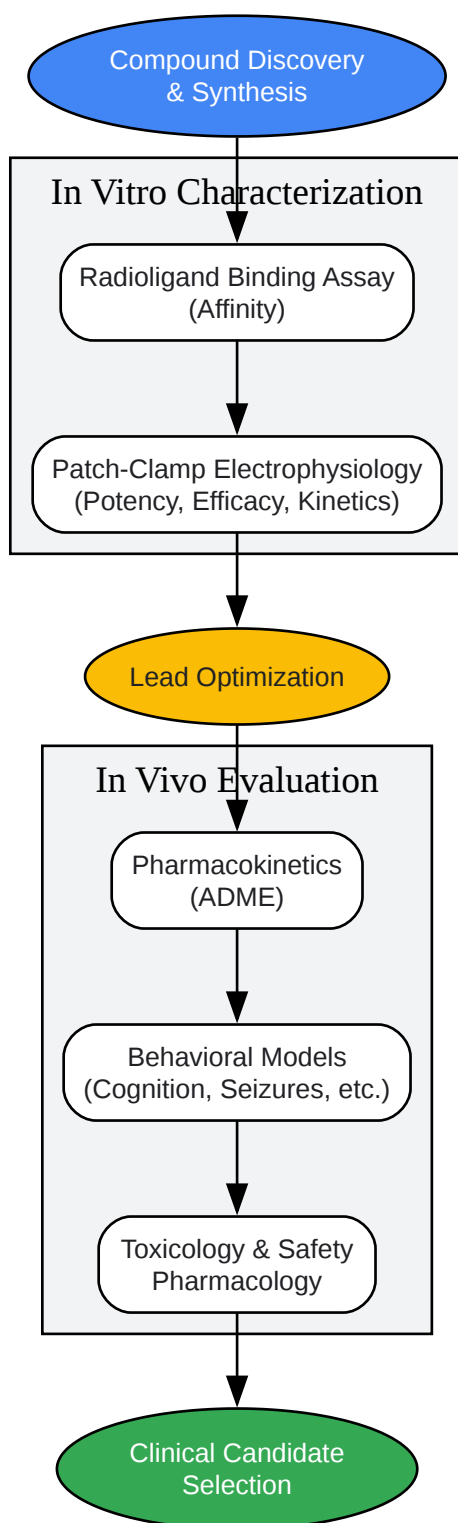 Compound Discovery
& Synthesis
In Vitro Characterization
Radioligand Binding Assay
(Affinity)
Patch-Clamp Electrophysiology
(Potency, Efficacy, Kinetics)
Lead Optimization
In Vivo Evaluation
Pharmacokinetics
(ADME)
Behavioral Models
(Cognition, Seizures, etc.)
Toxicology & Safety
Pharmacology
Clinical Candidate
Selection